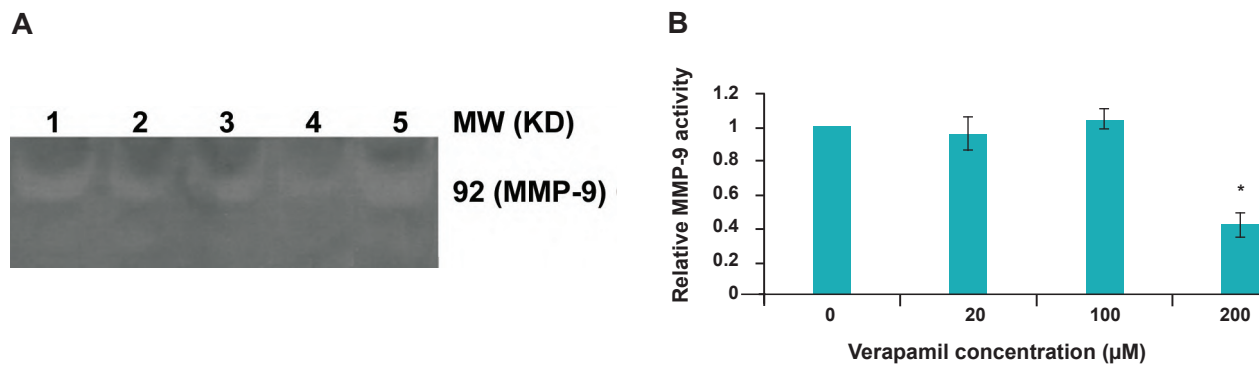 A
1 2 3 4 5 MW (KD)
92 (MMP-9)
B
Relative MMP-9 activity
1.2
1
0.8
0.6
0.4
0.2
0
*
0 20 100 200
Verapamil concentration (µM)